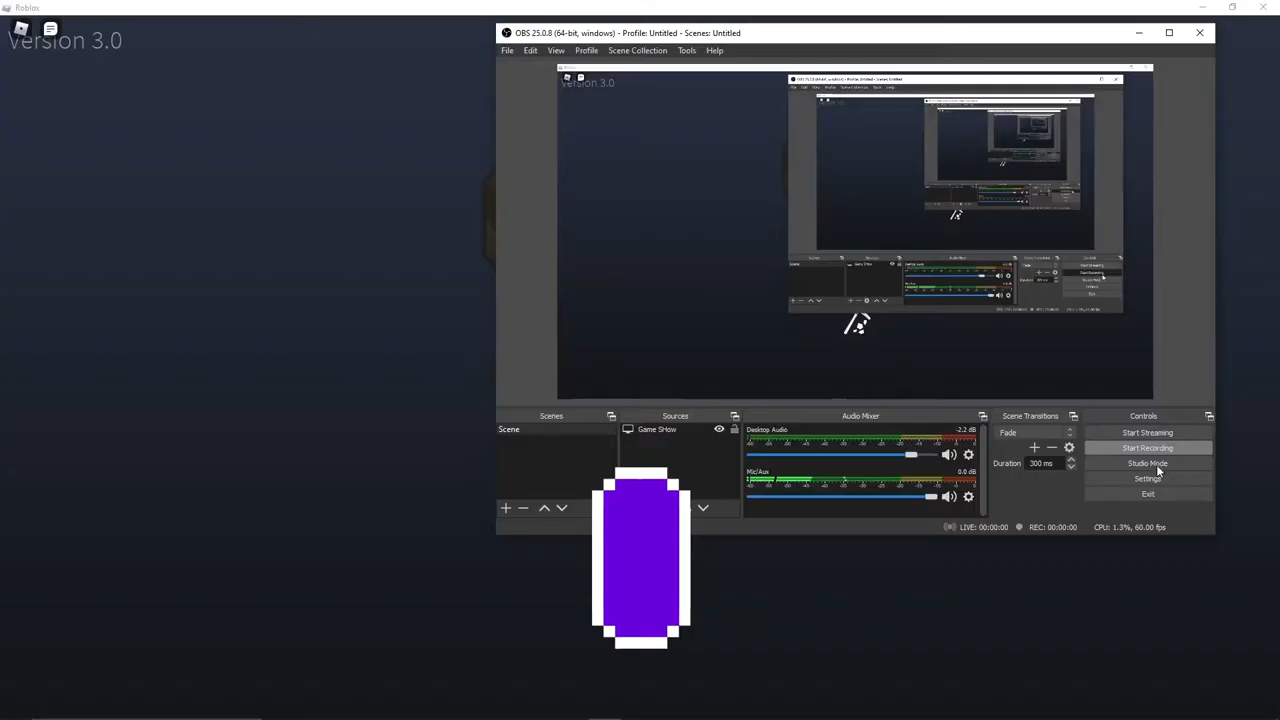 Roblox
Version 3.0
OBS 25.0.8 (64-bit, windows) - Profile: Untitled - Scenes: Untitled
File Edit View Profile Scene Collection Tools Help
Version 3.0
Scenes
Sources
Audio Mixer
Scene Transitions
Controls
Scene
Game SHow
Desktop Audio -2.2 dB
Mic/Aux 0.0 dB
Fade
Duration 300 ms
Start Streaming
Start Recording
Studio Mode
Settings
Exit
LIVE: 00:00:00 REC: 00:00:00 CPU: 1.3%, 60.00 fps